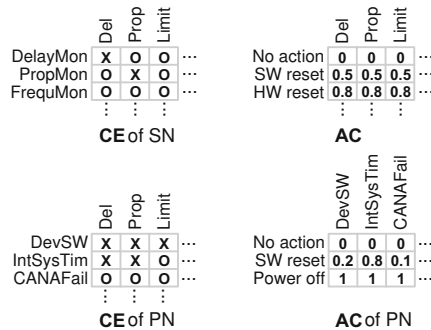 Del Prop Limit
DelayMon X O O ...
PropMon O X O ...
FrequMon O O O ...
CE of SN
Del Prop Limit
No action 0 0 0 ...
SW reset 0.5 0.5 0.5 ...
HW reset 0.8 0.8 0.8 ...
AC
Del Prop Limit
DevSW X X X ...
IntSysTim X X O ...
CANAFail O O O ...
CE of PN
DevSW IntSysTim CANAFail
No action 0 0 0 ...
SW reset 0.2 0.8 0.1 ...
Power off 1 1 1 ...
AC of PN